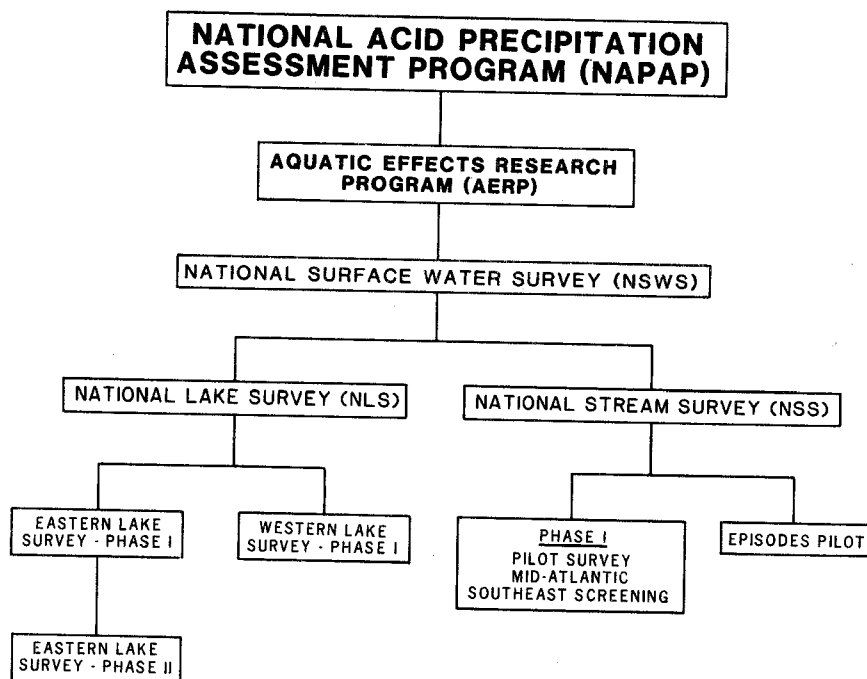 NATIONAL ACID PRECIPITATION
ASSESSMENT PROGRAM (NAPAP)
AQUATIC EFFECTS RESEARCH
PROGRAM (AERP)
NATIONAL SURFACE WATER SURVEY (NSWS)
NATIONAL LAKE SURVEY (NLS)
NATIONAL STREAM SURVEY (NSS)
EASTERN LAKE
SURVEY - PHASE I
WESTERN LAKE
SURVEY - PHASE I
PHASE I
PILOT SURVEY
MID-ATLANTIC
SOUTHEAST SCREENING
EPISODES PILOT
EASTERN LAKE
SURVEY - PHASE II